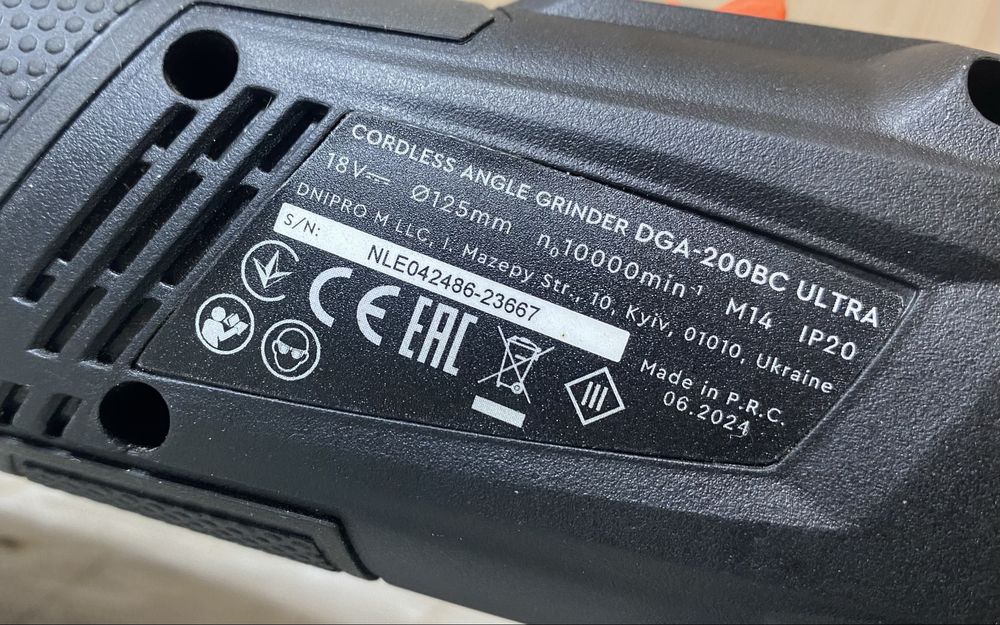 CORDLESS ANGLE GRINDER DGA-200BC ULTRA
18V⎓ Ø125mm n₀10000min⁻¹ M14 IP20
DNIPRO M LLC, I. Mazepy Str., 10, Kyiv, 01010, Ukraine
S/N: NLE042486-23667
Made in P.R.C.
06.2024
CE EAC